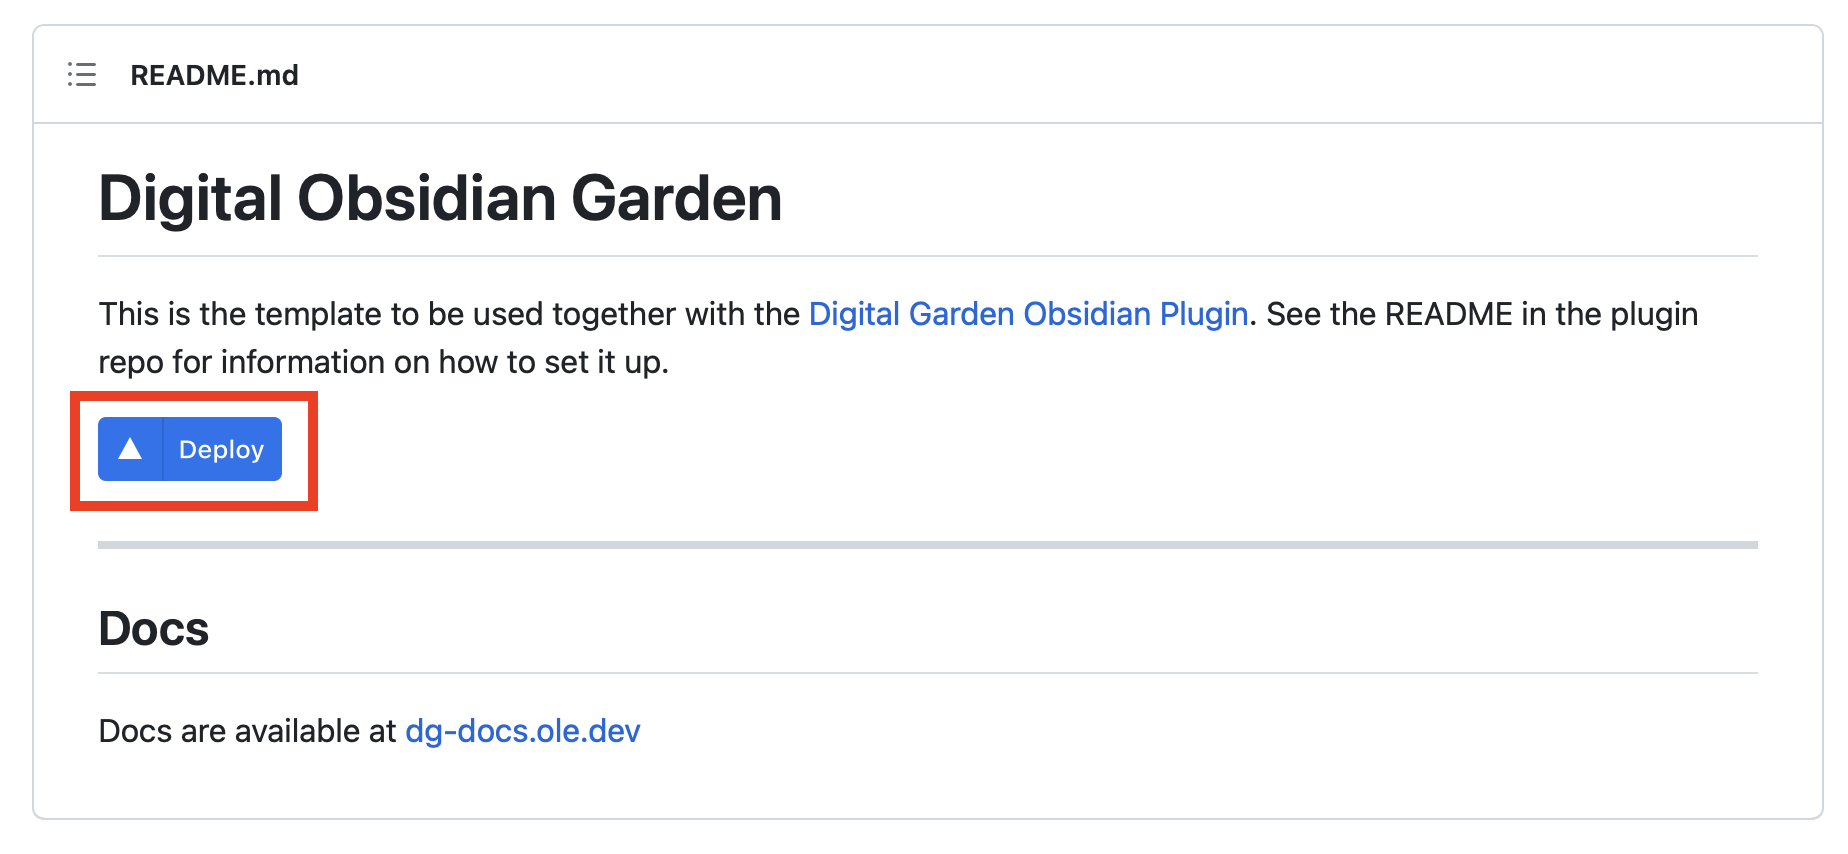 README.md
Digital Obsidian Garden
This is the template to be used together with the Digital Garden Obsidian Plugin. See the README in the plugin
repo for information on how to set it up.
Deploy
Docs
Docs are available at dg-docs.ole.dev